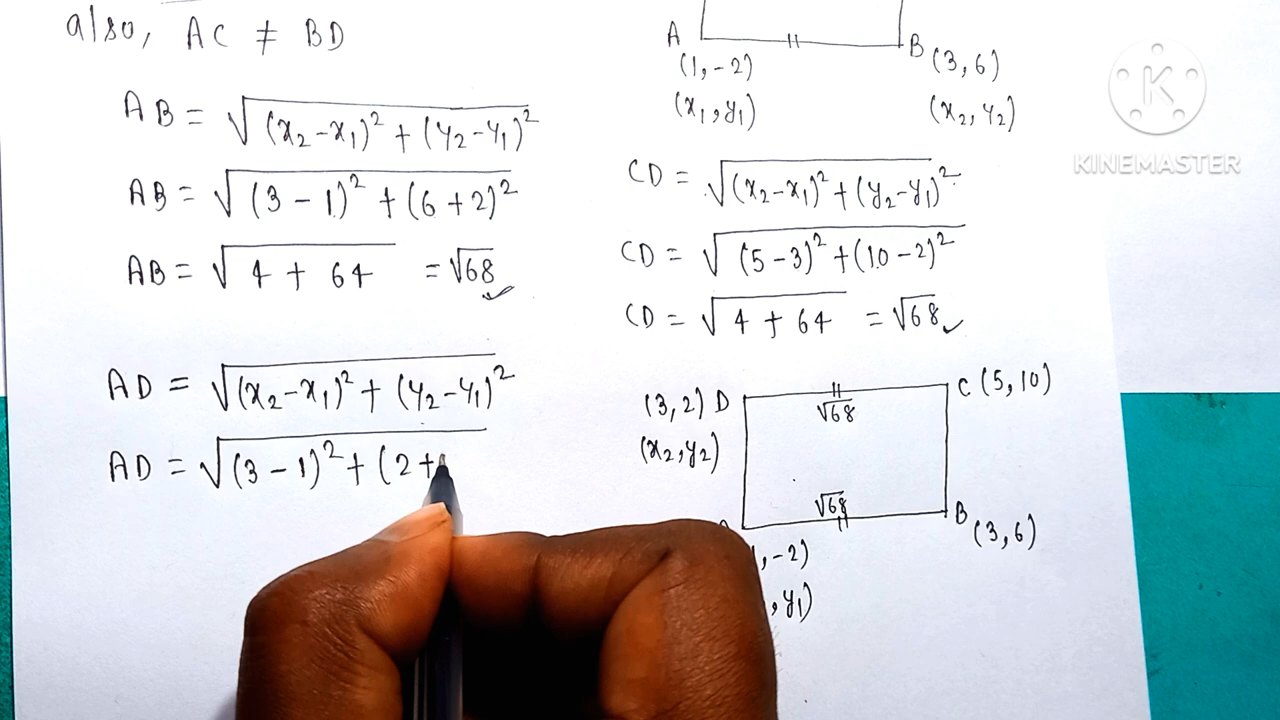 also, AC ≠ BD
AB = √(x₂-x₁)² + (y₂-y₁)²
AB = √(3-1)² + (6+2)²
AB = √4 + 64 = √68
AD = √(x₂-x₁)² + (y₂-y₁)²
AD = √(3-1)² + (2+
A
B
(1,-2)
(3,6)
(x₁,y₁)
(x₂,y₂)
K
KINEMASTER
CD = √(x₂-x₁)² + (y₂-y₁)²
CD = √(5-3)² + (10-2)²
CD = √4 + 64 = √68
(3,2) D
C (5,10)
√68
(x₂,y₂)
√68
B (3,6)
,-2)
,y₁)